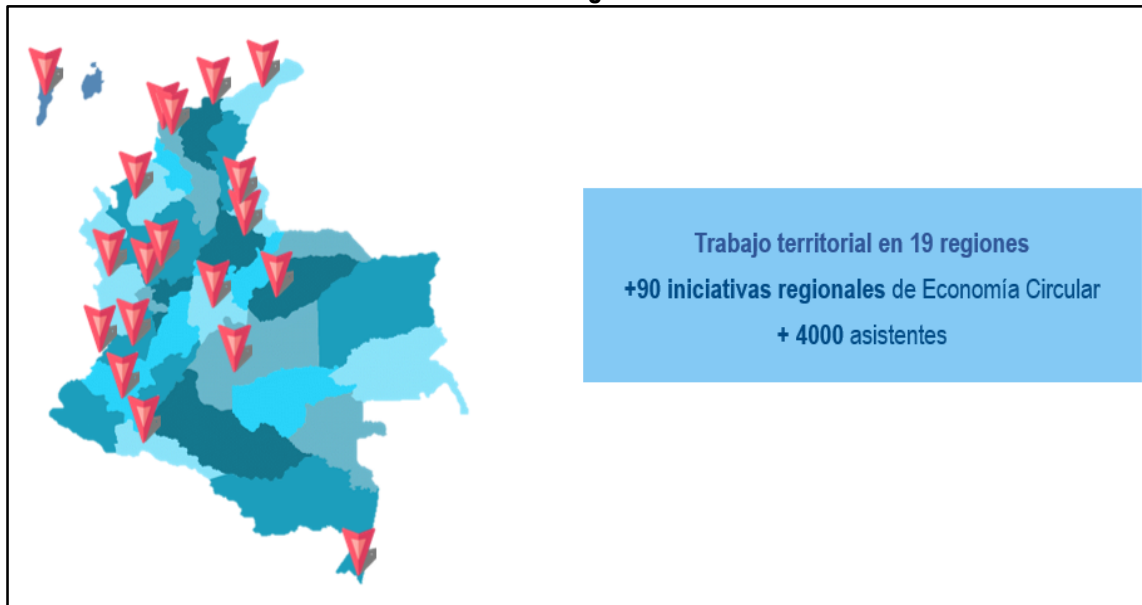 Trabajo territorial en 19 regiones
+90 iniciativas regionales de Economía Circular
+ 4000 asistentes